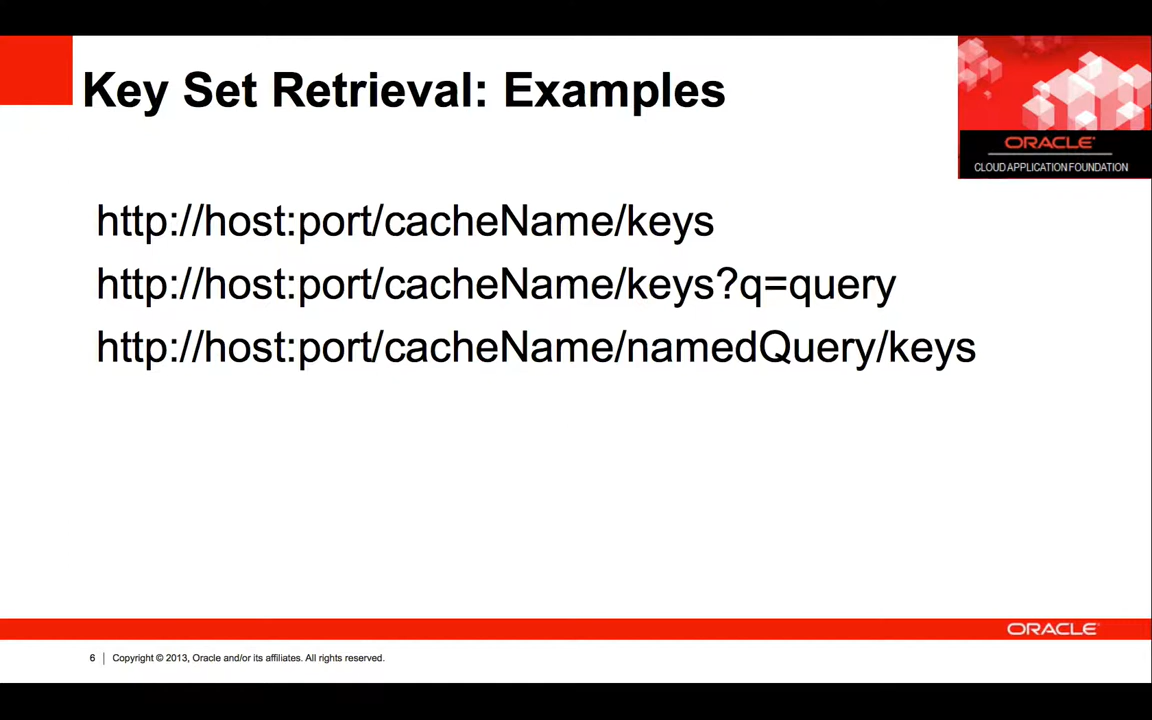 Key Set Retrieval: Examples
ORACLE
CLOUD APPLICATION FOUNDATION
http://host:port/cacheName/keys
http://host:port/cacheName/keys?q=query
http://host:port/cacheName/namedQuery/keys
ORACLE
6 | Copyright © 2013, Oracle and/or its affiliates. All rights reserved.